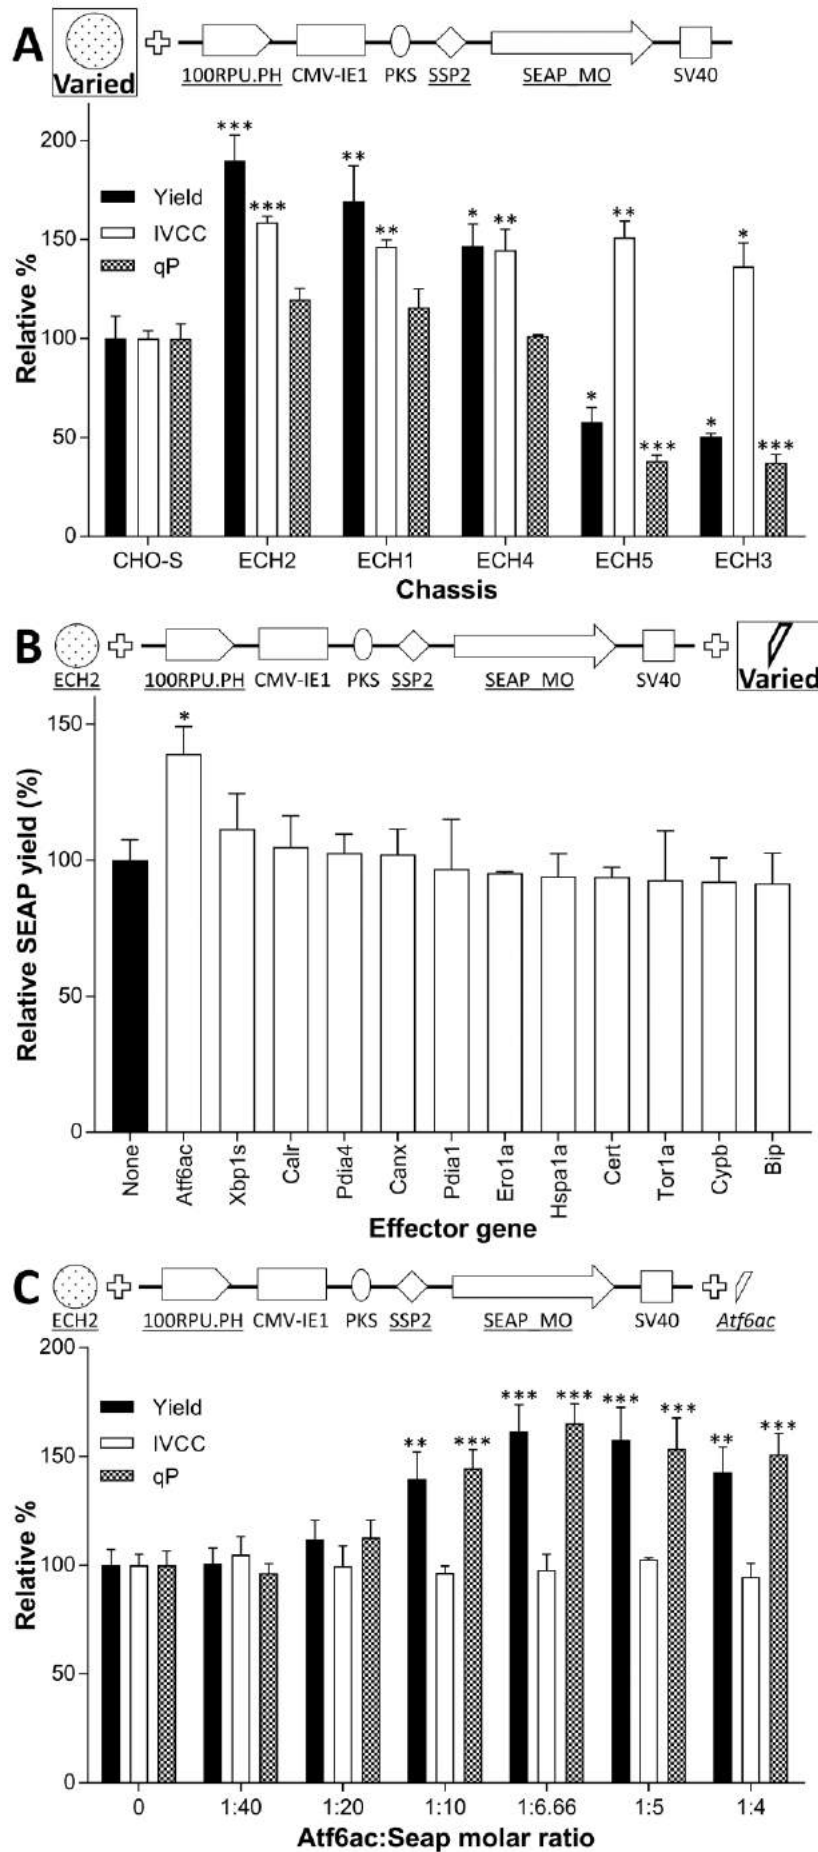 A
Varied
100RPU.PH CMV-IE1 PKS SSP2 SEAP_MO SV40
Relative %
200
150
100
50
0
Yield
IVCC
qP
*** *** ** ** * ** * ** *** * * ***
CHO-S ECH2 ECH1 ECH4 ECH5 ECH3
Chassis
B
ECH2 100RPU.PH CMV-IE1 PKS SSP2 SEAP_MO SV40 Varied
Relative SEAP yield (%)
150
100
50
0
*
None Atf6ac Xbp1s Calr Pdia4 Canx Pdia1 Ero1a Hspa1a Cert Tor1a Cypb Bip
Effector gene
C
ECH2 100RPU.PH CMV-IE1 PKS SSP2 SEAP_MO SV40 Atf6ac
Relative %
200
150
100
50
0
Yield
IVCC
qP
** *** *** *** *** *** ** ***
0 1:40 1:20 1:10 1:6.66 1:5 1:4
Atf6ac:Seap molar ratio